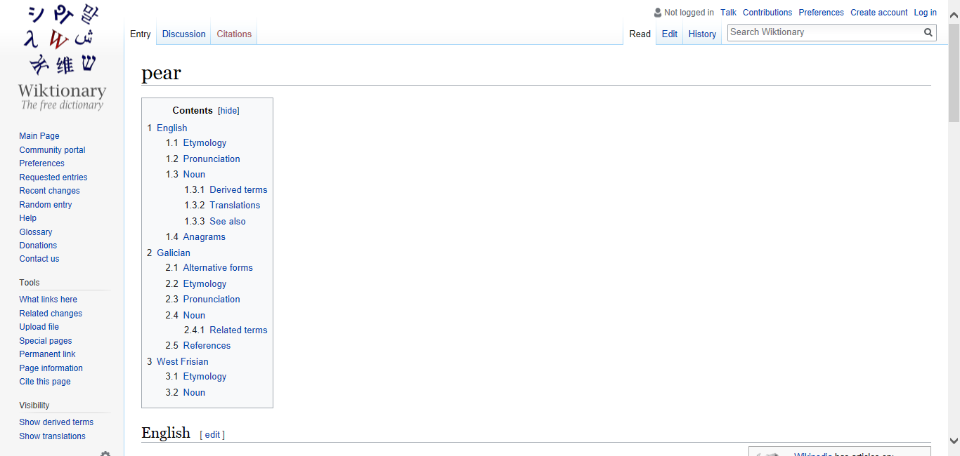 Not logged in Talk Contributions Preferences Create account Log in
Entry Discussion Citations Read Edit History Search Wiktionary
Wiktionary
The free dictionary
Main Page
Community portal
Preferences
Requested entries
Recent changes
Random entry
Help
Glossary
Donations
Contact us
Tools
What links here
Related changes
Upload file
Special pages
Permanent link
Page information
Cite this page
Visibility
Show derived terms
Show translations
pear
Contents [hide]
1 English
1.1 Etymology
1.2 Pronunciation
1.3 Noun
1.3.1 Derived terms
1.3.2 Translations
1.3.3 See also
1.4 Anagrams
2 Galician
2.1 Alternative forms
2.2 Etymology
2.3 Pronunciation
2.4 Noun
2.4.1 Related terms
2.5 References
3 West Frisian
3.1 Etymology
3.2 Noun
English [ edit ]
Wikipedia has articles on: